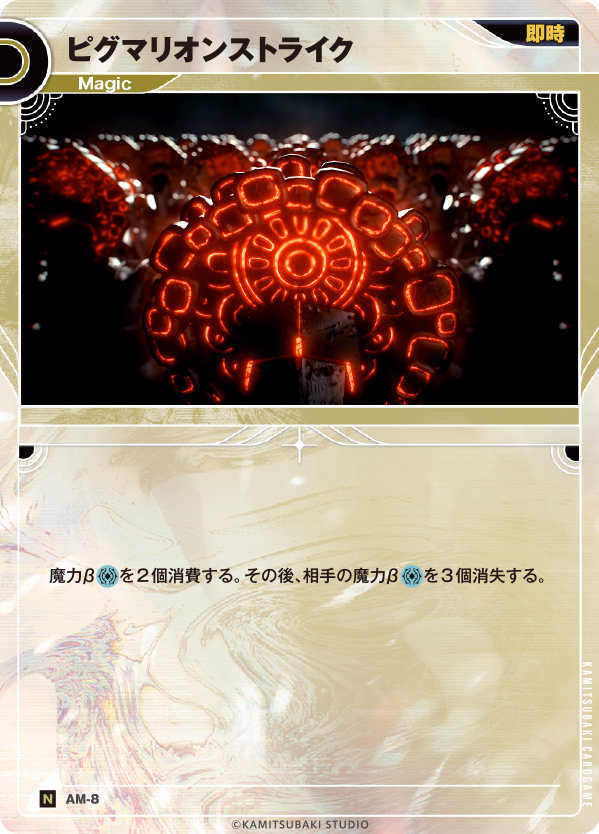 ピグマリオンストライク
即時
Magic
魔力βを2個消費する。その後、相手の魔力βを3個消失する。
KAMITSUBAKI CARDGAME
N AM-8
©KAMITSUBAKI STUDIO